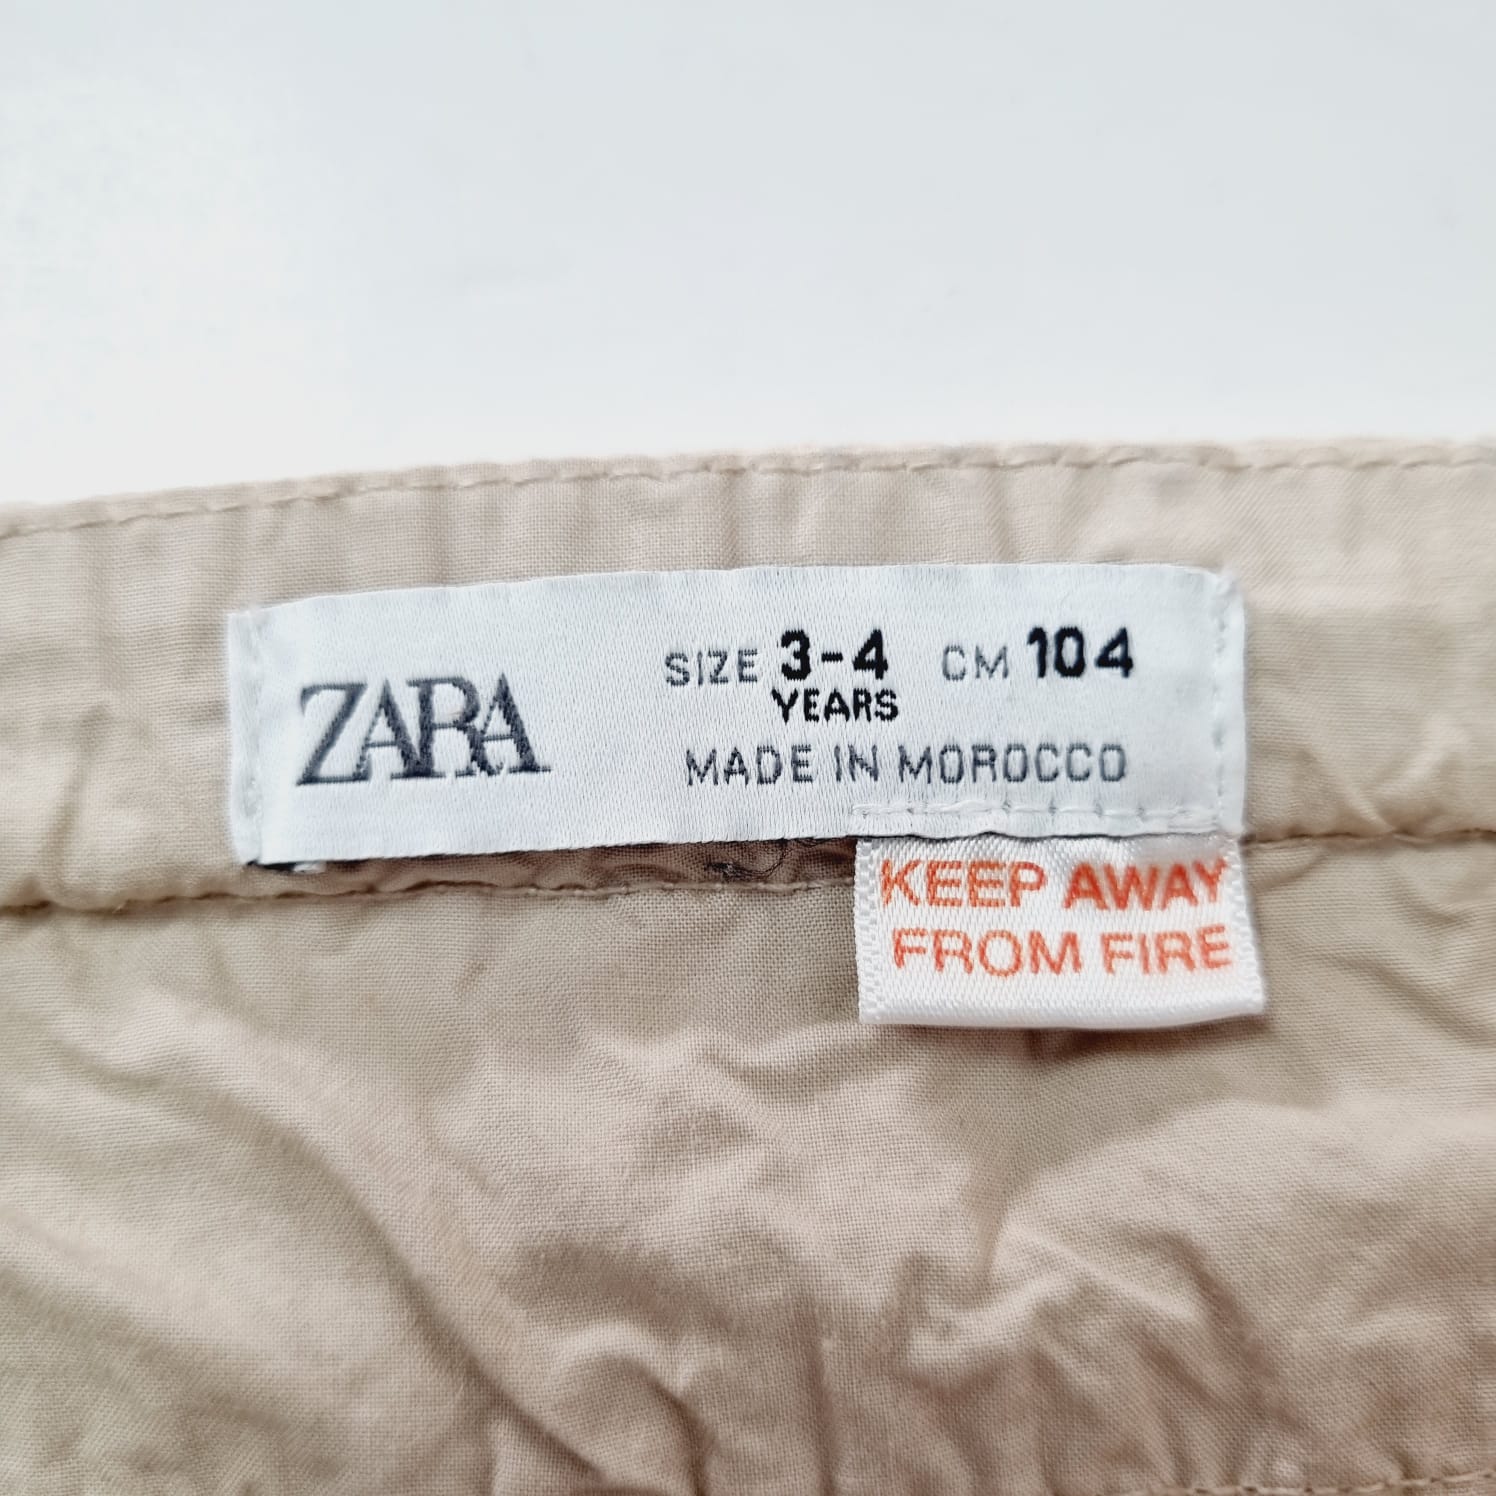 ZARA
SIZE 3-4 CM 104
YEARS
MADE IN MOROCCO
KEEP AWAY
FROM FIRE